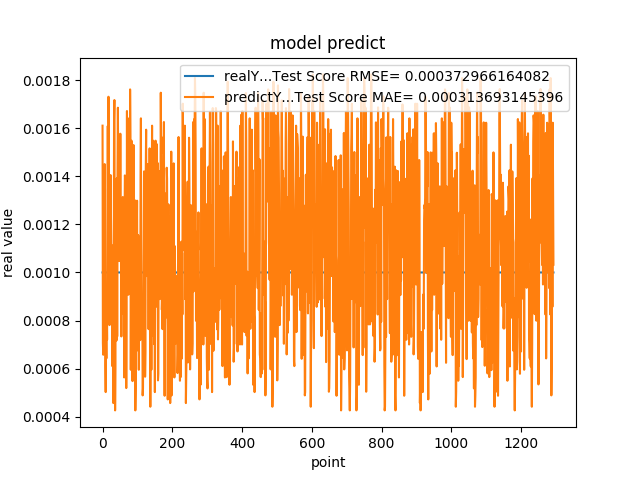 model predict
realY...Test Score RMSE= 0.000372966164082
predictY...Test Score MAE= 0.000313693145396
0.0018
0.0016
0.0014
0.0012
0.0010
0.0008
0.0006
0.0004
real value
0 200 400 600 800 1000 1200
point